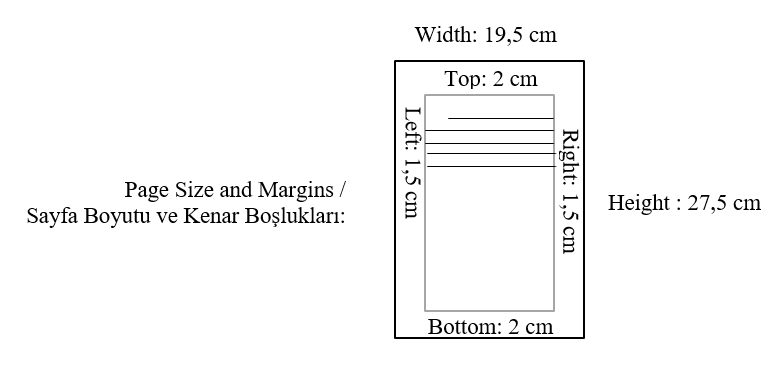 Width: 19,5 cm
Top: 2 cm
Left: 1,5 cm
Right: 1,5 cm
Page Size and Margins /
Sayfa Boyutu ve Kenar Boşlukları:
Height : 27,5 cm
Bottom: 2 cm